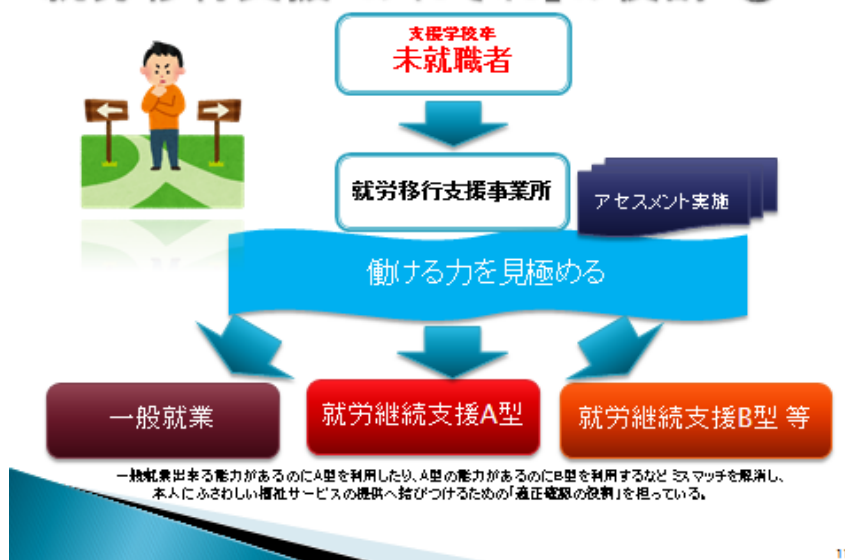 支援学校卒
未就職者
就労移行支援事業所
アセスメント実施
働ける力を見極める
一般就業
就労継続支援A型
就労継続支援B型 等
一般就業出来る能力があるのにA型を利用したり、A型の能力があるのにB型を利用するなど ミスマッチを解消し、
本人にふさわしい福祉サービスの提供へ結びつけるための「適正確認の役割」を担っている。